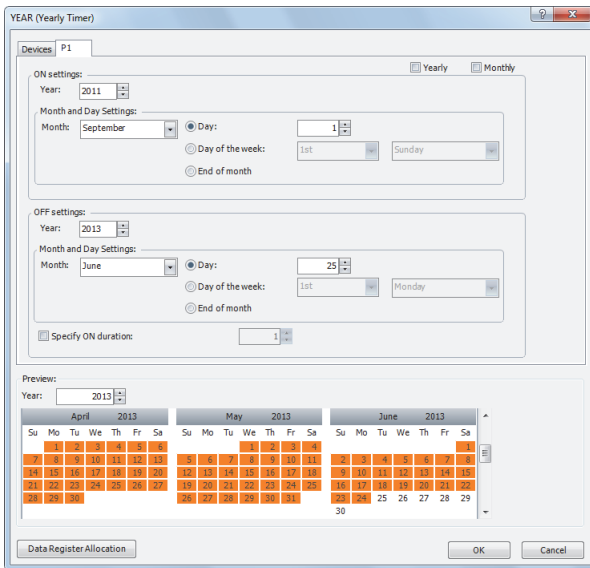 YEAR (Yearly Timer)
Devices P1
Yearly Monthly
ON settings:
Year: 2011
Month and Day Settings:
Month: September Day: 1
Day of the week: 1st Sunday
End of month
OFF settings:
Year: 2013
Month and Day Settings:
Month: June Day: 25
Day of the week: 1st Monday
End of month
Specify ON duration: 1
Preview:
Year: 2013
April 2013 May 2013 June 2013
Su Mo Tu We Th Fr Sa Su Mo Tu We Th Fr Sa Su Mo Tu We Th Fr Sa
1 2 3 4 5 6 1 2 3 4 1
7 8 9 10 11 12 13 5 6 7 8 9 10 11 2 3 4 5 6 7 8
14 15 16 17 18 19 20 12 13 14 15 16 17 18 9 10 11 12 13 14 15
21 22 23 24 25 26 27 19 20 21 22 23 24 25 16 17 18 19 20 21 22
28 29 30 26 27 28 29 30 31 23 24 25 26 27 28 29
30
Data Register Allocation OK Cancel